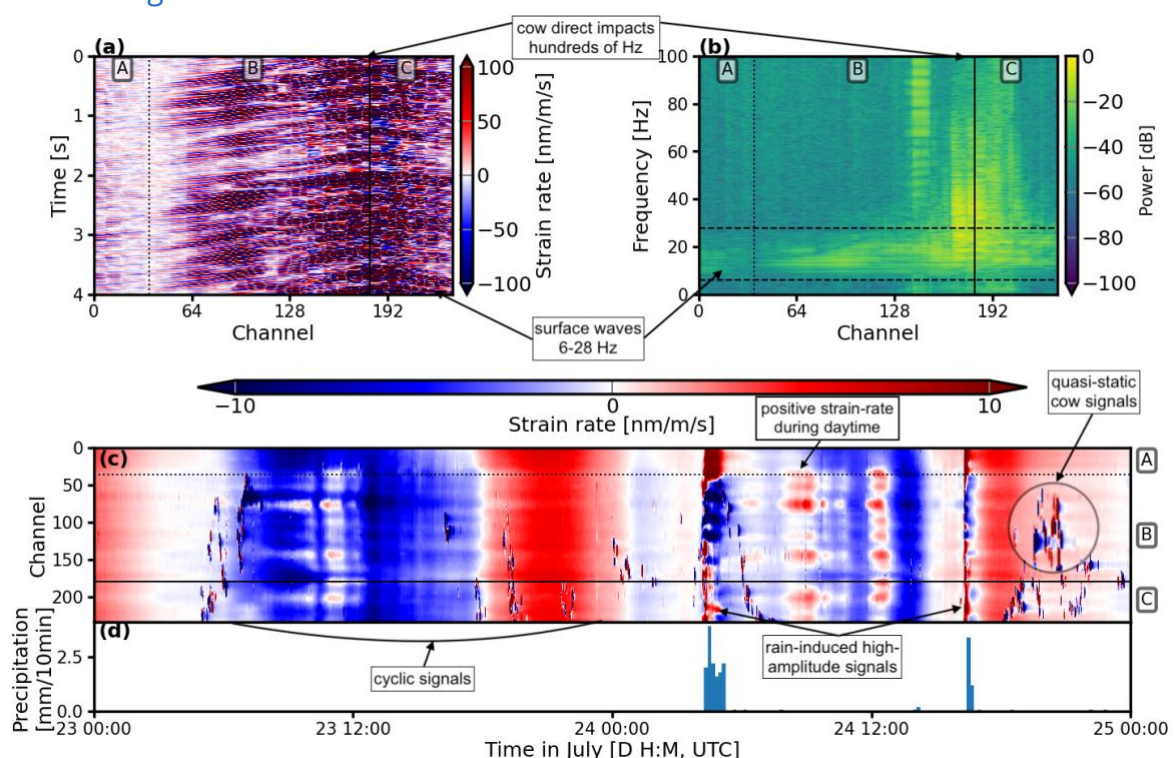 cow direct impacts
hundreds of Hz
(a)
A
B
C
0
1
2
3
4
Time [s]
0
64
128
192
Channel
100
50
0
−50
−100
Strain rate [nm/m/s]
(b)
A
B
C
100
80
60
40
20
0
Frequency [Hz]
0
64
128
192
Channel
0
−20
−40
−60
−80
−100
Power [dB]
surface waves
6-28 Hz
−10
0
10
Strain rate [nm/m/s]
positive strain-rate
during daytime
quasi-static
cow signals
(c)
0
50
100
150
200
Channel
A
B
C
(d)
2.5
0.0
Precipitation
[mm/10min]
cyclic signals
rain-induced high-
amplitude signals
23 00:00
23 12:00
24 00:00
24 12:00
25 00:00
Time in July [D H:M, UTC]